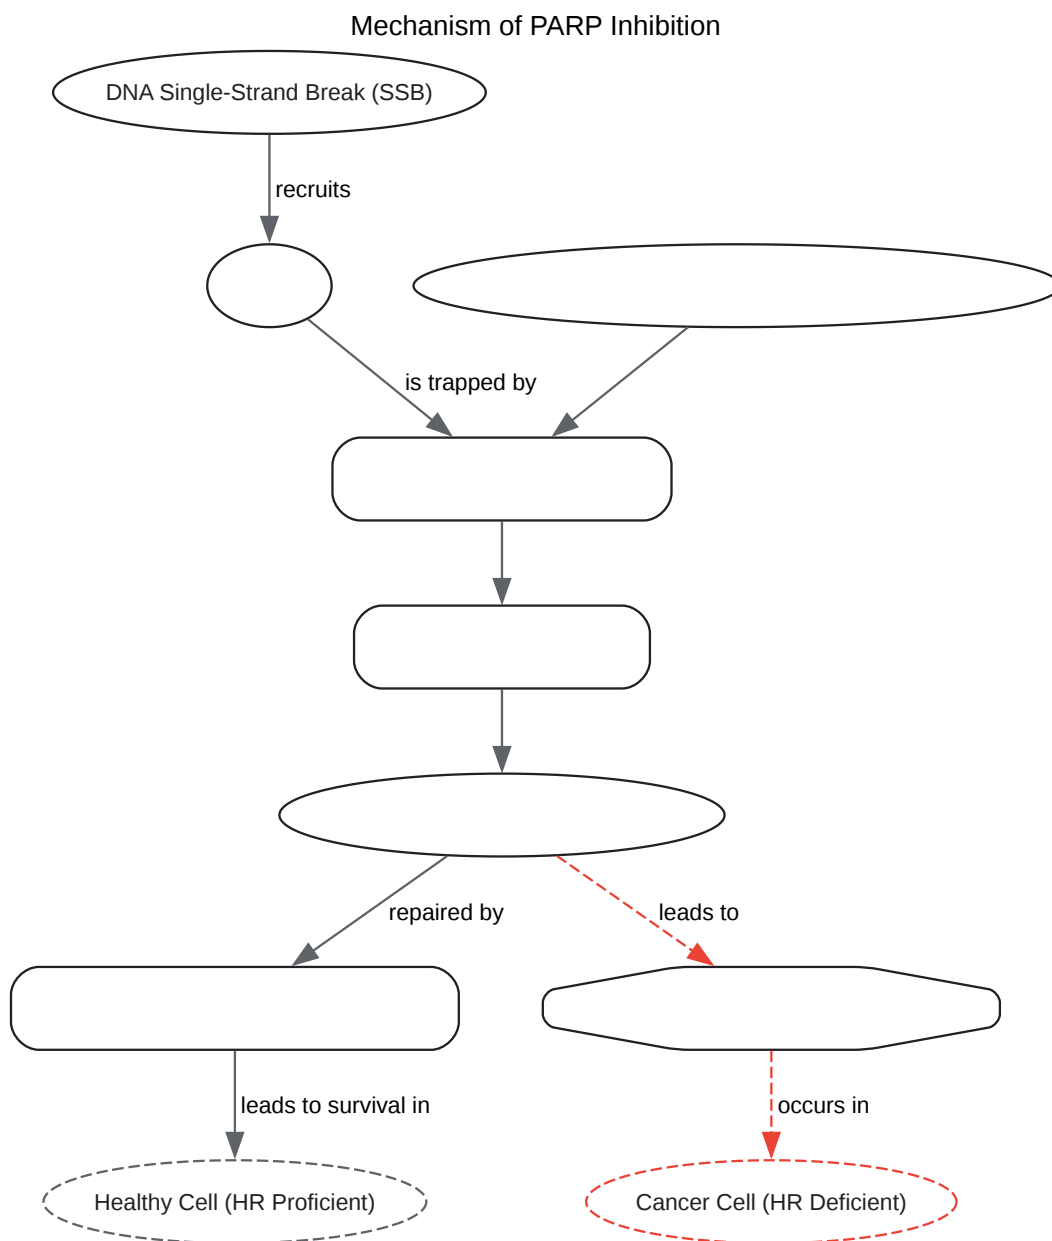 Mechanism of PARP Inhibition
DNA Single-Strand Break (SSB)
recruits
is trapped by
repaired by
leads to
leads to survival in
occurs in
Healthy Cell (HR Proficient)
Cancer Cell (HR Deficient)